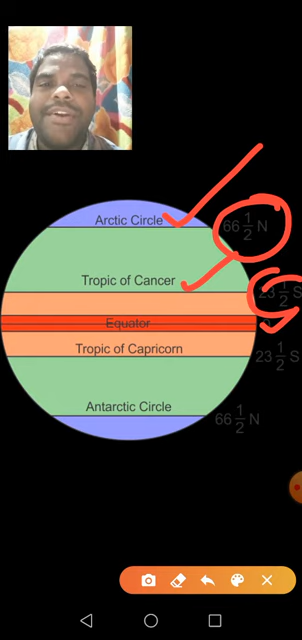 Arctic Circle
66 1/2 N
Tropic of Cancer
23 1/2 S
Equator
Tropic of Capricorn
23 1/2 S
Antarctic Circle
66 1/2 N